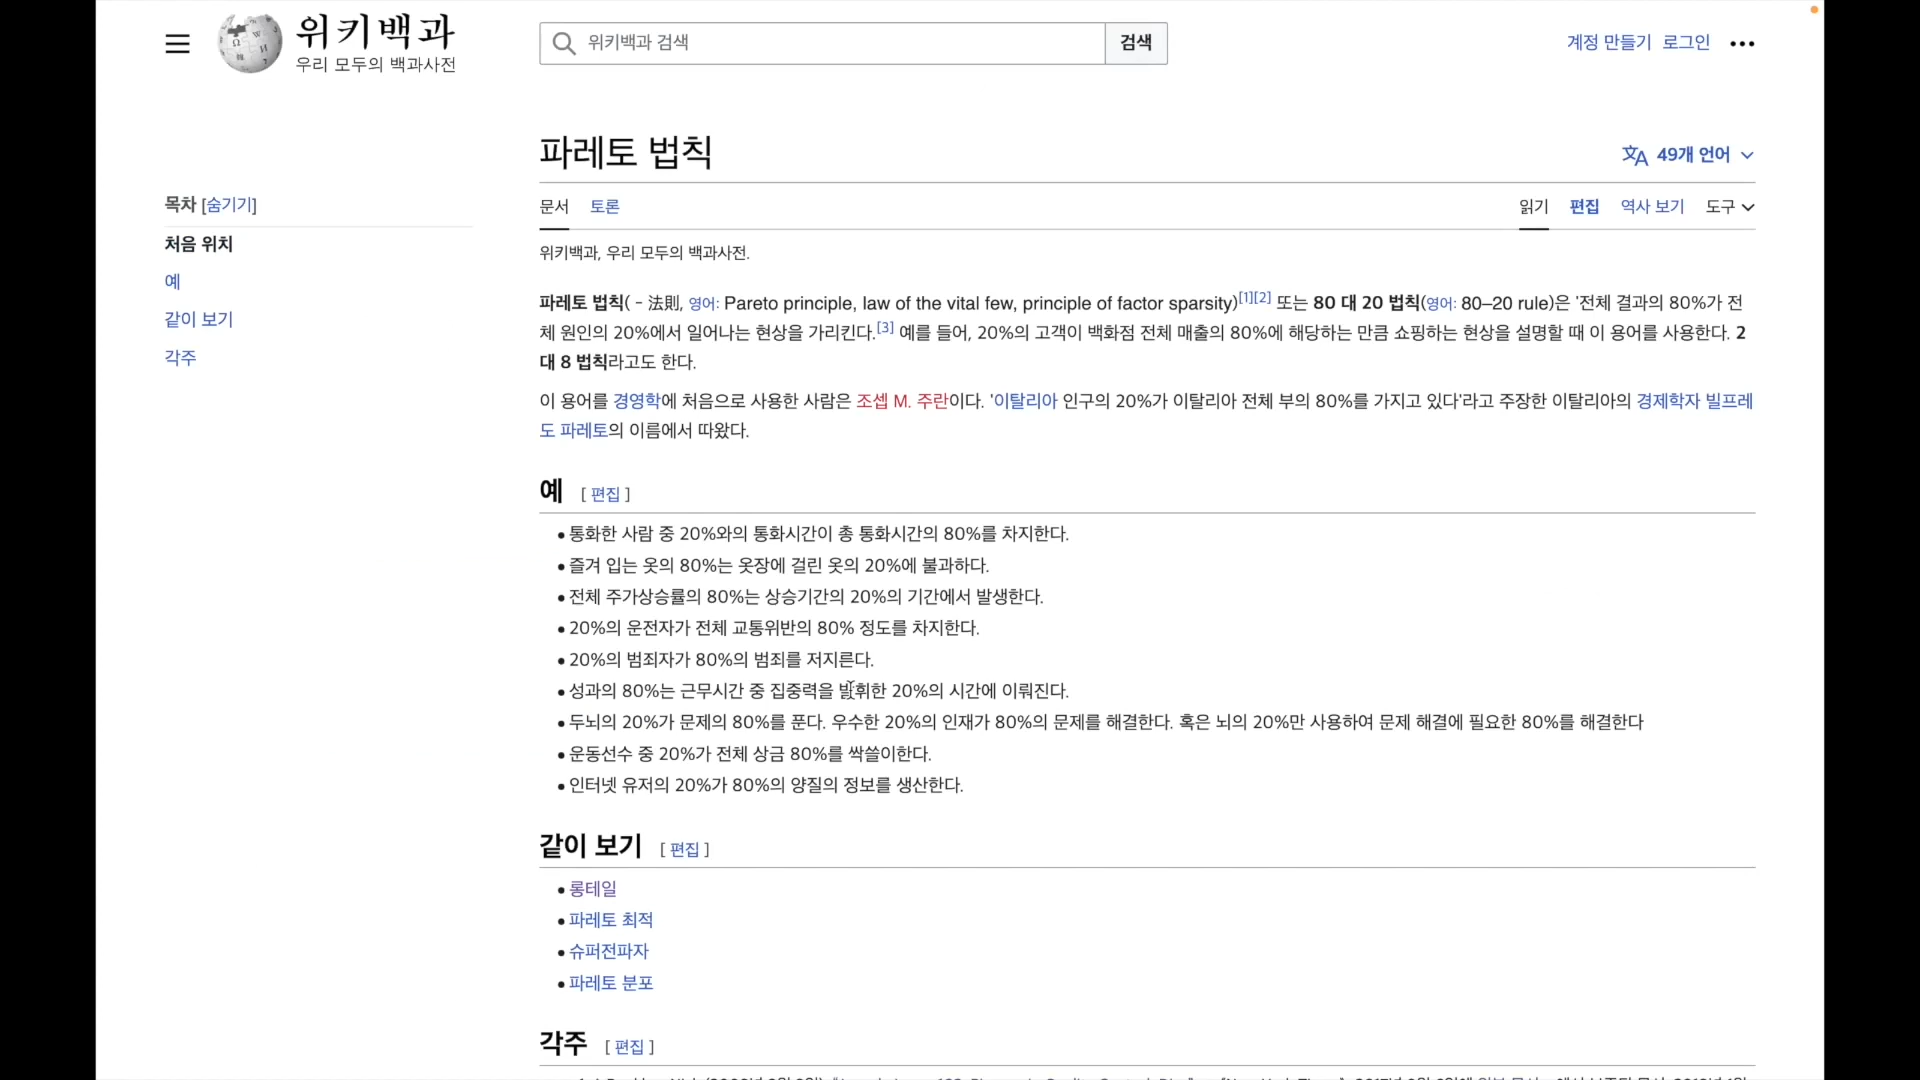 위키백과
우리 모두의 백과사전
위키백과 검색
검색
계정 만들기 로그인
파레토 법칙
49개 언어
목차 [숨기기]
처음 위치
예
같이 보기
각주
문서 토론
읽기 편집 역사 보기 도구
위키백과, 우리 모두의 백과사전.
파레토 법칙( - 法則, 영어: Pareto principle, law of the vital few, principle of factor sparsity)[1][2] 또는 80 대 20 법칙(영어: 80–20 rule)은 '전체 결과의 80%가 전
체 원인의 20%에서 일어나는 현상을 가리킨다.[3] 예를 들어, 20%의 고객이 백화점 전체 매출의 80%에 해당하는 만큼 쇼핑하는 현상을 설명할 때 이 용어를 사용한다. 2
대 8 법칙라고도 한다.
이 용어를 경영학에 처음으로 사용한 사람은 조셉 M. 주란이다. '이탈리아 인구의 20%가 이탈리아 전체 부의 80%를 가지고 있다'라고 주장한 이탈리아의 경제학자 빌프레
도 파레토의 이름에서 따왔다.
예 [ 편집 ]
• 통화한 사람 중 20%와의 통화시간이 총 통화시간의 80%를 차지한다.
• 즐겨 입는 옷의 80%는 옷장에 걸린 옷의 20%에 불과하다.
• 전체 주가상승률의 80%는 상승기간의 20%의 기간에서 발생한다.
• 20%의 운전자가 전체 교통위반의 80% 정도를 차지한다.
• 20%의 범죄자가 80%의 범죄를 저지른다.
• 성과의 80%는 근무시간 중 집중력을 발휘한 20%의 시간에 이뤄진다.
• 두뇌의 20%가 문제의 80%를 푼다. 우수한 20%의 인재가 80%의 문제를 해결한다. 혹은 뇌의 20%만 사용하여 문제 해결에 필요한 80%를 해결한다
• 운동선수 중 20%가 전체 상금 80%를 싹쓸이한다.
• 인터넷 유저의 20%가 80%의 양질의 정보를 생산한다.
같이 보기 [ 편집 ]
• 롱테일
• 파레토 최적
• 슈퍼전파자
• 파레토 분포
각주 [ 편집 ]